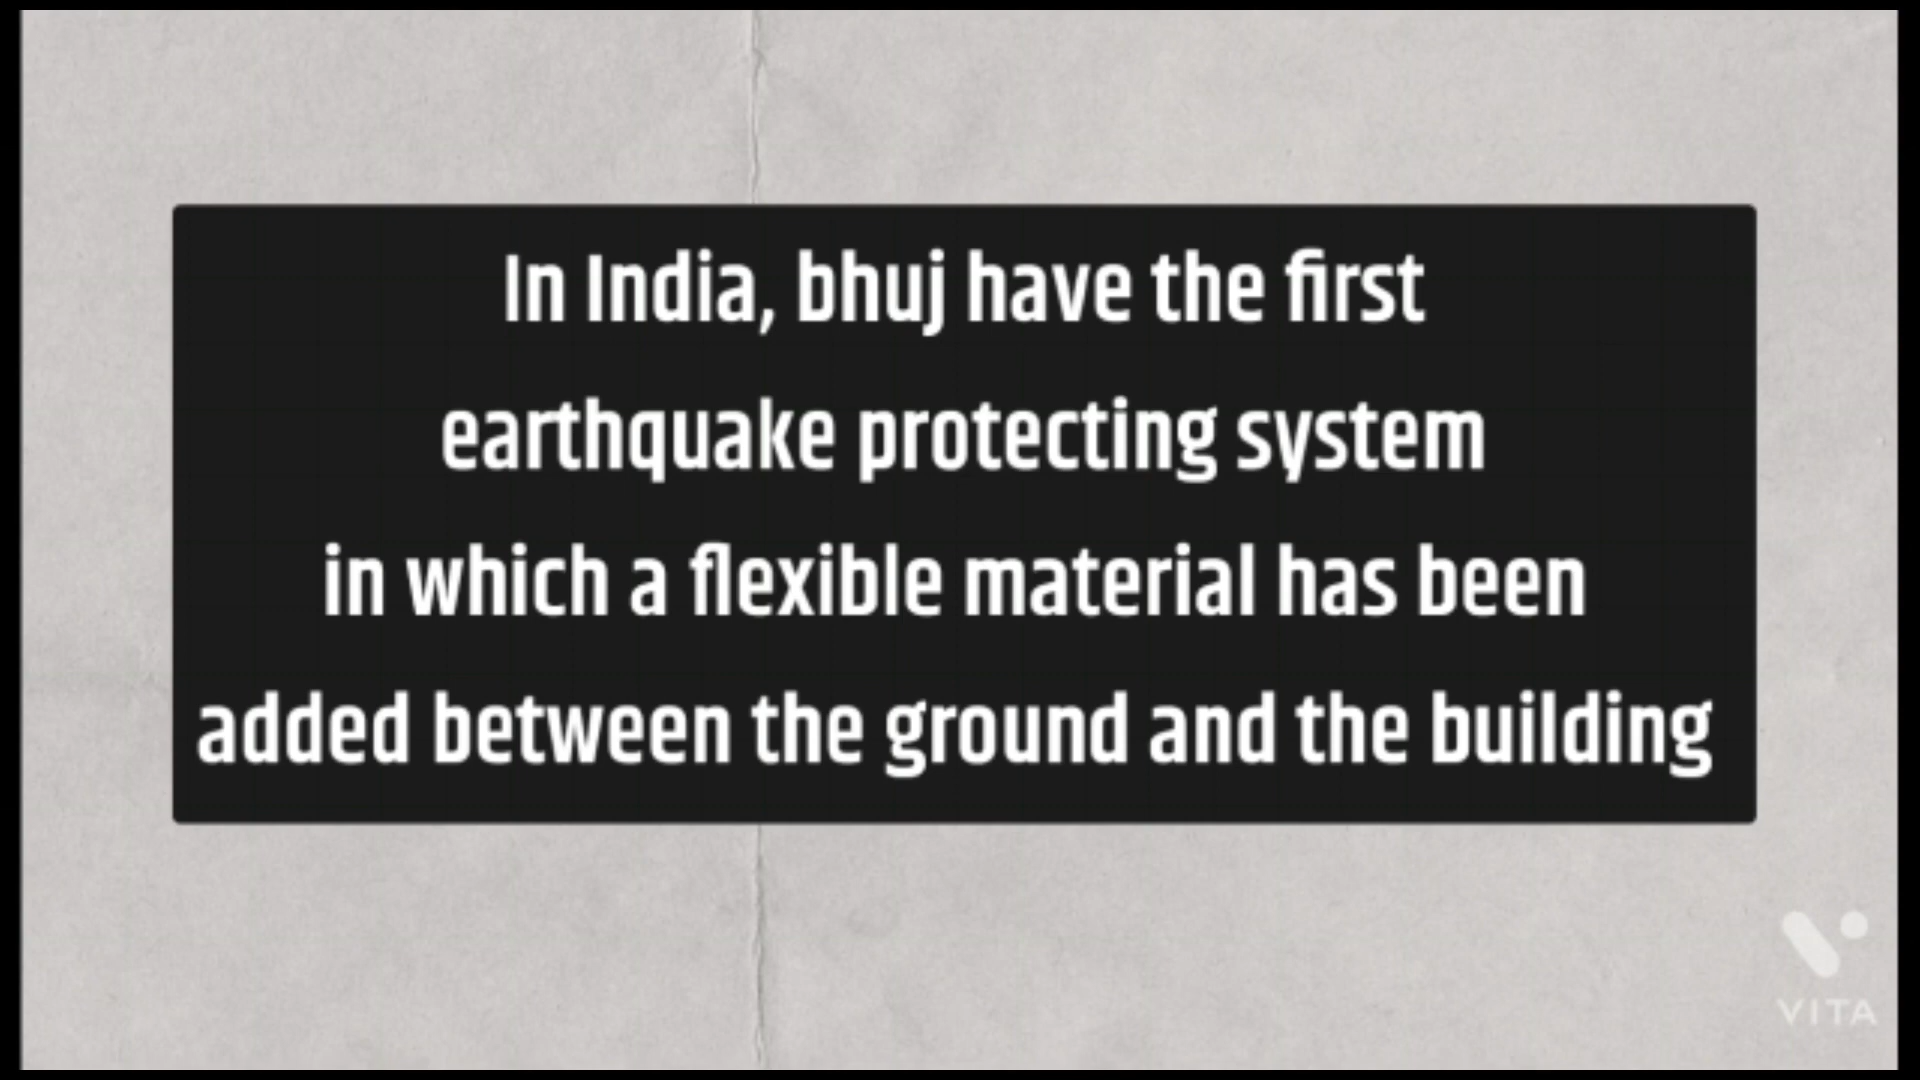 In India, bhuj have the first
earthquake protecting system
in which a flexible material has been
added between the ground and the building
VITA